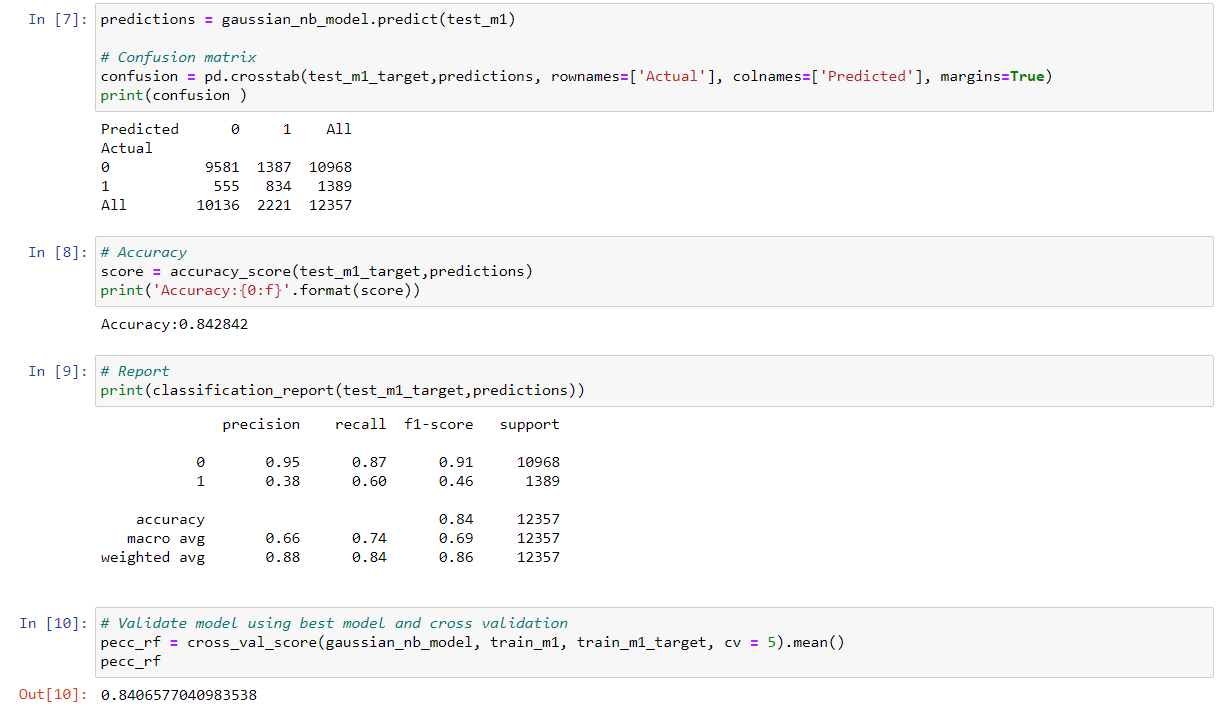 In [7]: predictions = gaussian_nb_model.predict(test_m1)
# Confusion matrix
confusion = pd.crosstab(test_m1_target,predictions, rownames=['Actual'], colnames=['Predicted'], margins=True)
print(confusion )
Predicted 0 1 All
Actual
0 9581 1387 10968
1 555 834 1389
All 10136 2221 12357
In [8]: # Accuracy
score = accuracy_score(test_m1_target,predictions)
print('Accuracy:{0:f}'.format(score))
Accuracy:0.842842
In [9]: # Report
print(classification_report(test_m1_target,predictions))
precision recall f1-score support
0 0.95 0.87 0.91 10968
1 0.38 0.60 0.46 1389
accuracy 0.84 12357
macro avg 0.66 0.74 0.69 12357
weighted avg 0.88 0.84 0.86 12357
In [10]: # Validate model using best model and cross validation
pecc_rf = cross_val_score(gaussian_nb_model, train_m1, train_m1_target, cv = 5).mean()
pecc_rf
Out[10]: 0.8406577040983538